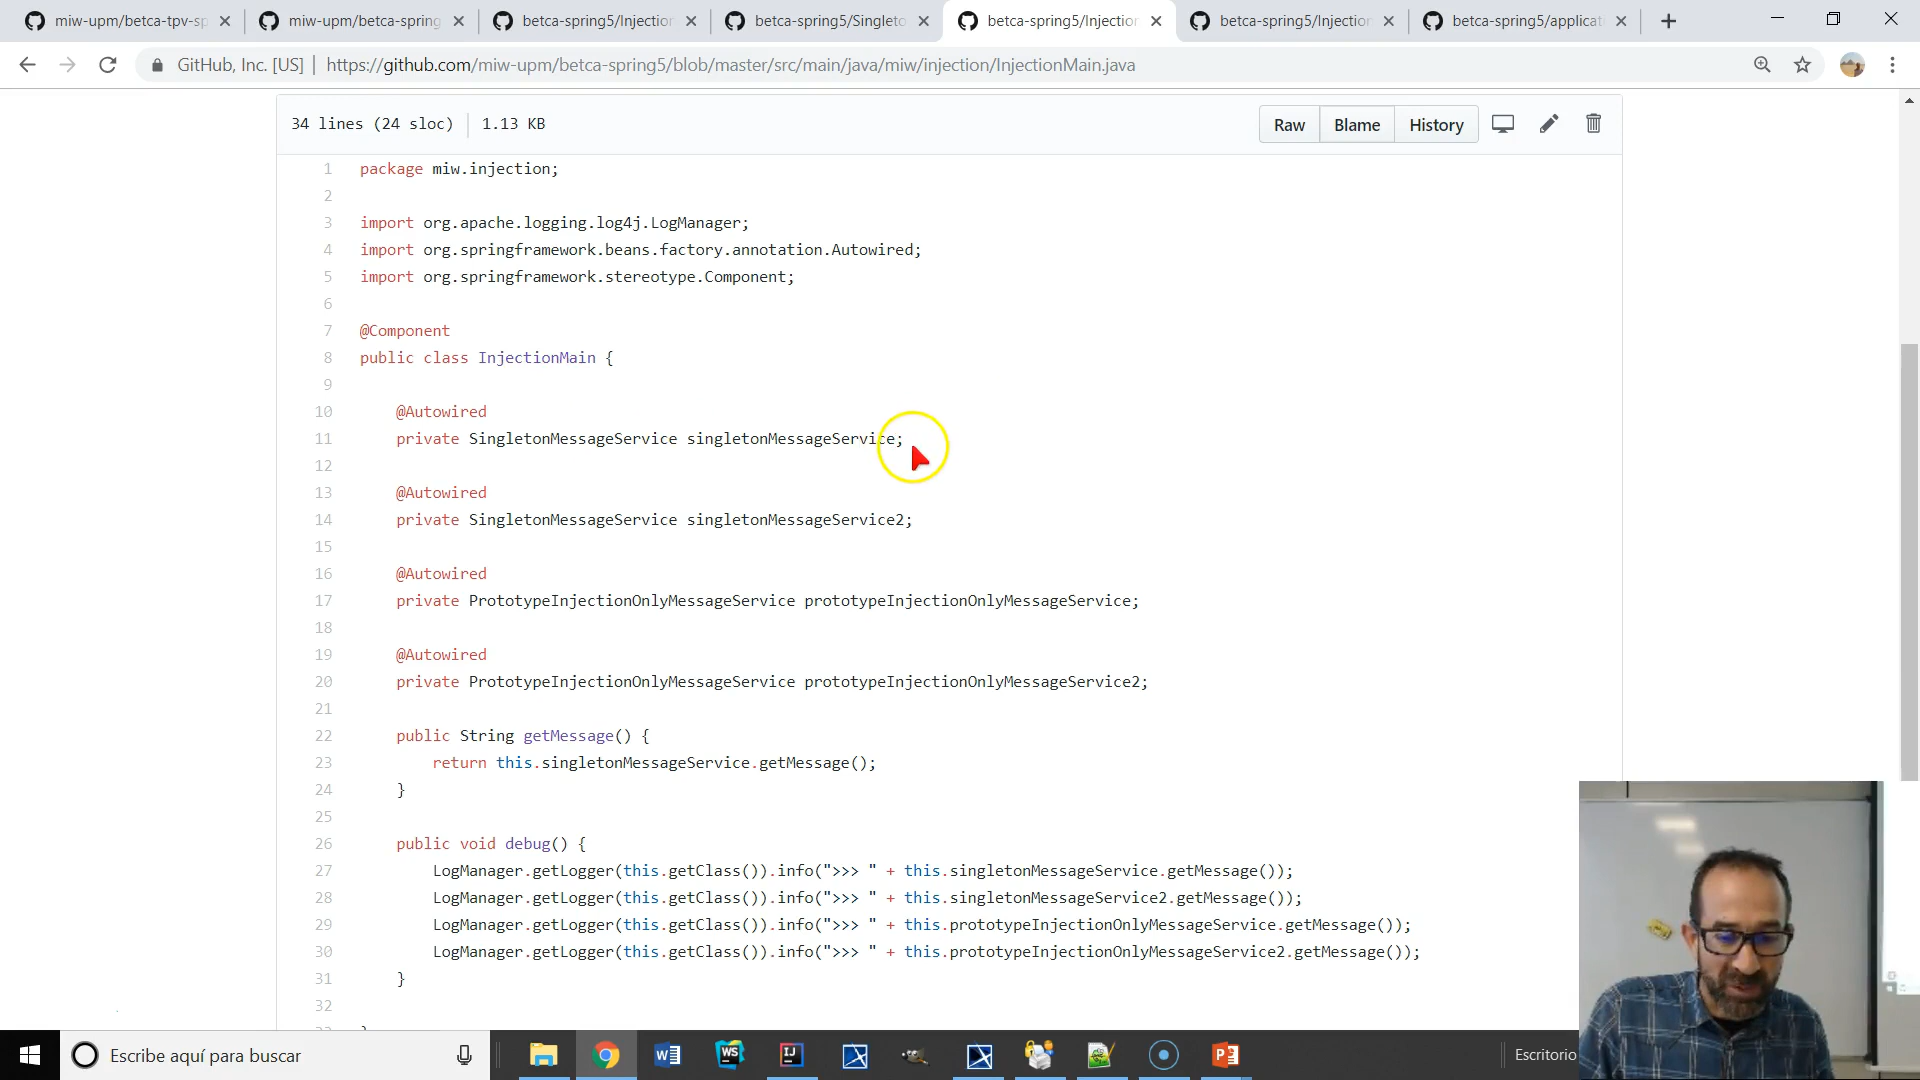 miw-upm/betca-tpv-sp
miw-upm/betca-spring
betca-spring5/Injection
betca-spring5/Singleto
betca-spring5/Injection
betca-spring5/Injection
betca-spring5/applicati
GitHub, Inc. [US] | https://github.com/miw-upm/betca-spring5/blob/master/src/main/java/miw/injection/InjectionMain.java
34 lines (24 sloc) 1.13 KB
Raw Blame History
1 package miw.injection;
2
3 import org.apache.logging.log4j.LogManager;
4 import org.springframework.beans.factory.annotation.Autowired;
5 import org.springframework.stereotype.Component;
6
7 @Component
8 public class InjectionMain {
9
10 @Autowired
11 private SingletonMessageService singletonMessageService;
12
13 @Autowired
14 private SingletonMessageService singletonMessageService2;
15
16 @Autowired
17 private PrototypeInjectionOnlyMessageService prototypeInjectionOnlyMessageService;
18
19 @Autowired
20 private PrototypeInjectionOnlyMessageService prototypeInjectionOnlyMessageService2;
21
22 public String getMessage() {
23 return this.singletonMessageService.getMessage();
24 }
25
26 public void debug() {
27 LogManager.getLogger(this.getClass()).info(">>> " + this.singletonMessageService.getMessage());
28 LogManager.getLogger(this.getClass()).info(">>> " + this.singletonMessageService2.getMessage());
29 LogManager.getLogger(this.getClass()).info(">>> " + this.prototypeInjectionOnlyMessageService.getMessage());
30 LogManager.getLogger(this.getClass()).info(">>> " + this.prototypeInjectionOnlyMessageService2.getMessage());
31 }
32
Escribe aquí para buscar
WS
IJ
Escritorio